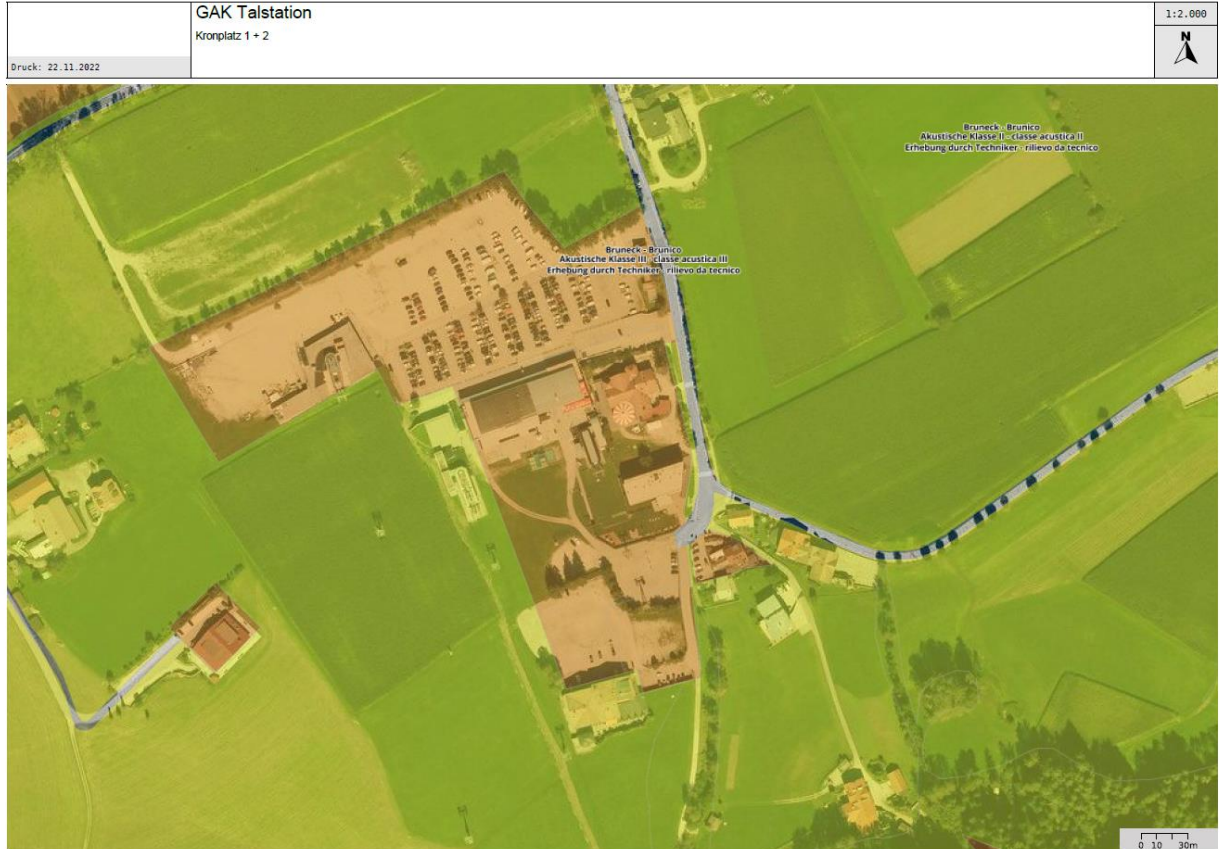 GAK Talstation
Kronplatz 1 + 2
Druck: 22.11.2022
1:2.000
N
Bruneck - Brunico
Akustische Klasse II - classe acustica II
Erhebung durch Techniker - rilievo da tecnico
Bruneck - Brunico
Akustische Klasse III - classe acustica III
Erhebung durch Techniker - rilievo da tecnico
0 10 30m